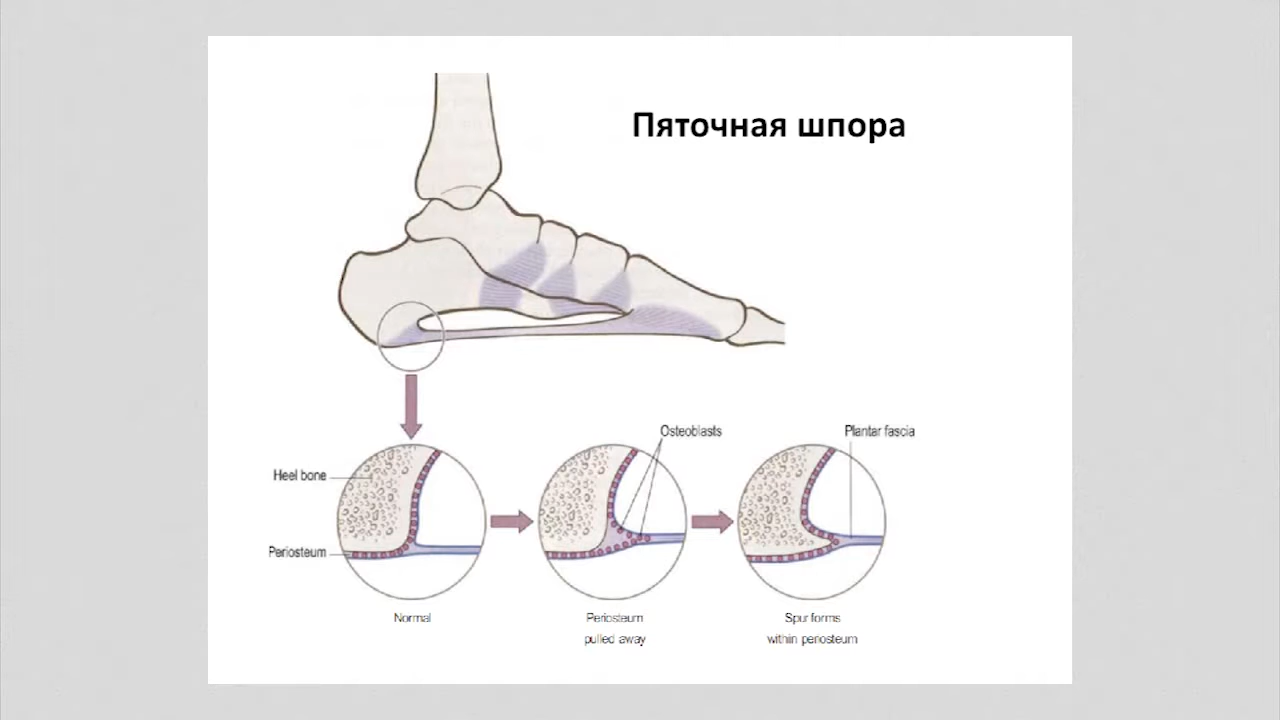 Пяточная шпора
Osteoblasts
Plantar fascia
Heel bone
Periosteum
Normal
Periosteum
pulled away
Spur forms
within periosteum